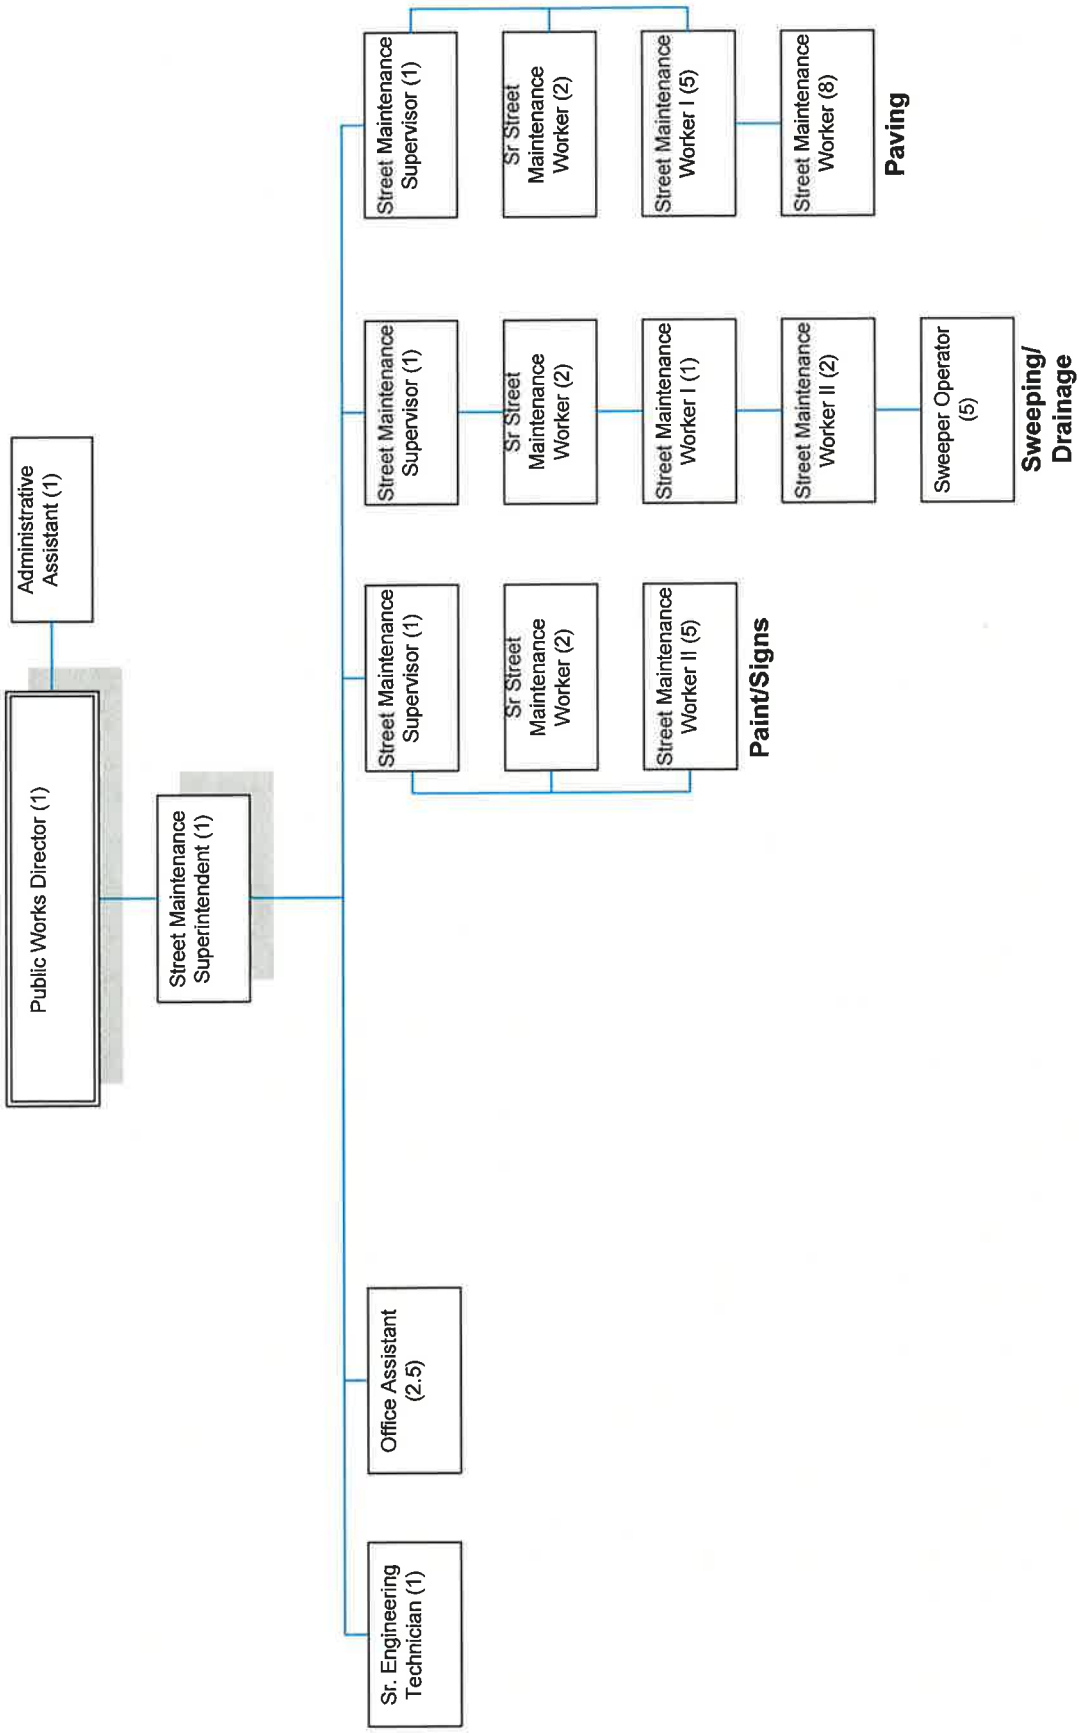 Public Works Director (1)
Administrative
Assistant (1)
Street Maintenance
Superintendent (1)
Sr. Engineering
Technician (1)
Office Assistant
(2.5)
Street Maintenance
Supervisor (1)
Sr Street
Maintenance
Worker (2)
Street Maintenance
Worker II (5)
Paint/Signs
Street Maintenance
Supervisor (1)
Sr Street
Maintenance
Worker (2)
Street Maintenance
Worker I (1)
Street Maintenance
Worker II (2)
Sweeper Operator
(5)
Sweeping/
Drainage
Street Maintenance
Supervisor (1)
Sr Street
Maintenance
Worker (2)
Street Maintenance
Worker I (5)
Street Maintenance
Worker (8)
Paving